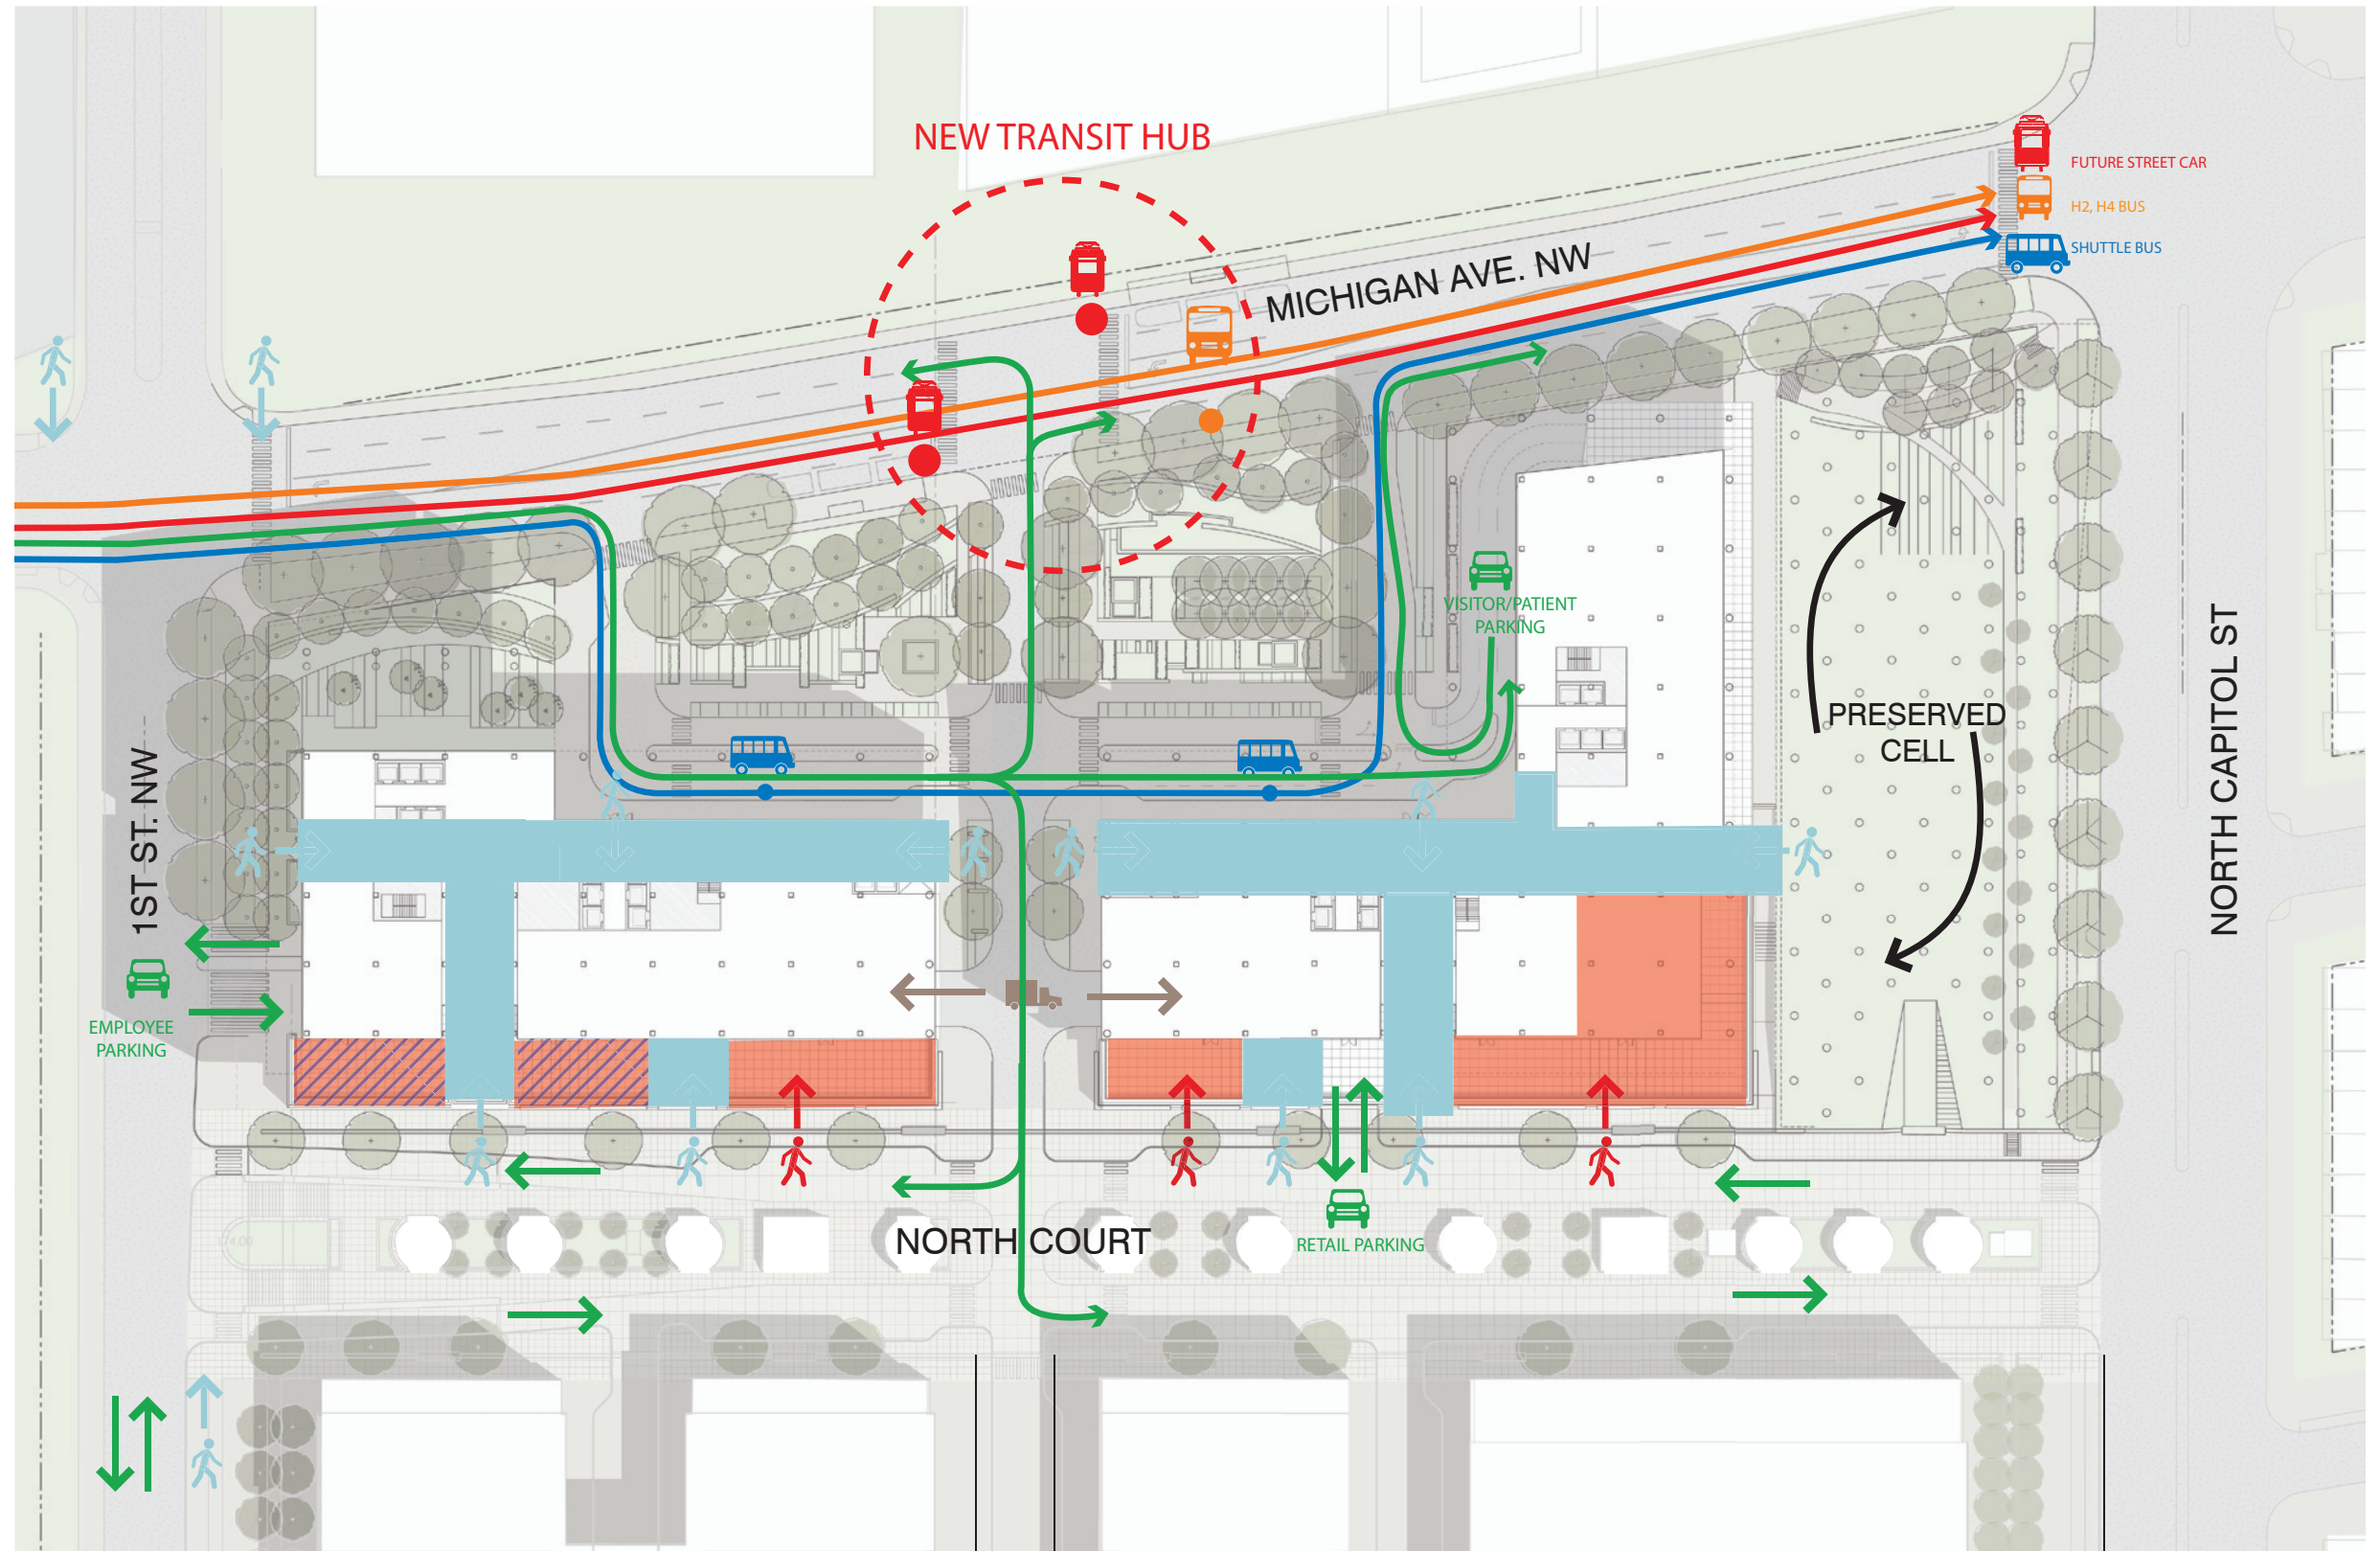 NEW TRANSIT HUB
FUTURE STREET CAR
H2, H4 BUS
SHUTTLE BUS
MICHIGAN AVE. NW
VISITOR/PATIENT
PARKING
PRESERVED
CELL
NORTH CAPITOL ST
1ST ST. NW
EMPLOYEE
PARKING
NORTH COURT
RETAIL PARKING